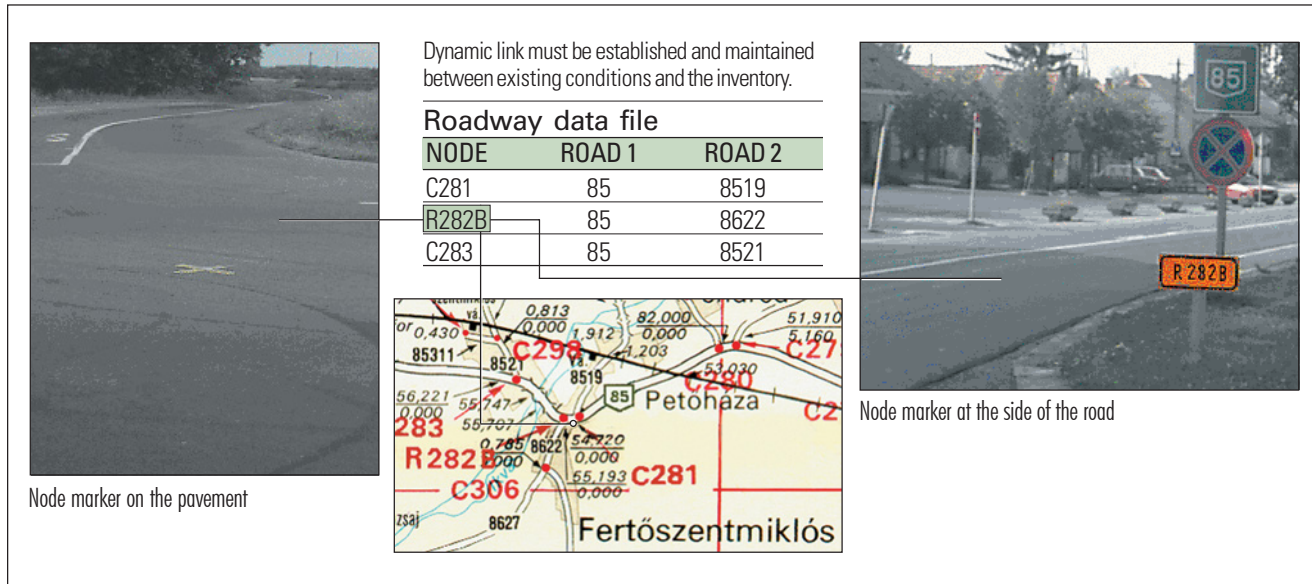 Dynamic link must be established and maintained
between existing conditions and the inventory.
Roadway data file
NODE ROAD 1 ROAD 2
C281 85 8519
R282B 85 8622
C283 85 8521
85
R 282B
Node marker on the pavement
Node marker at the side of the road
0,813
0,000
82,000
0,000
51,910
5,160
0,430
1,912
1,203
85311
C298
8521
8519
53,030
C280
85
Petőháza
56,221
0,000
55,747
55,707
283
8622
54,720
0,000
R 282B
0,785
0,000
55,193
0,000
C281
C306
zsaj
8627
Fertőszentmiklós